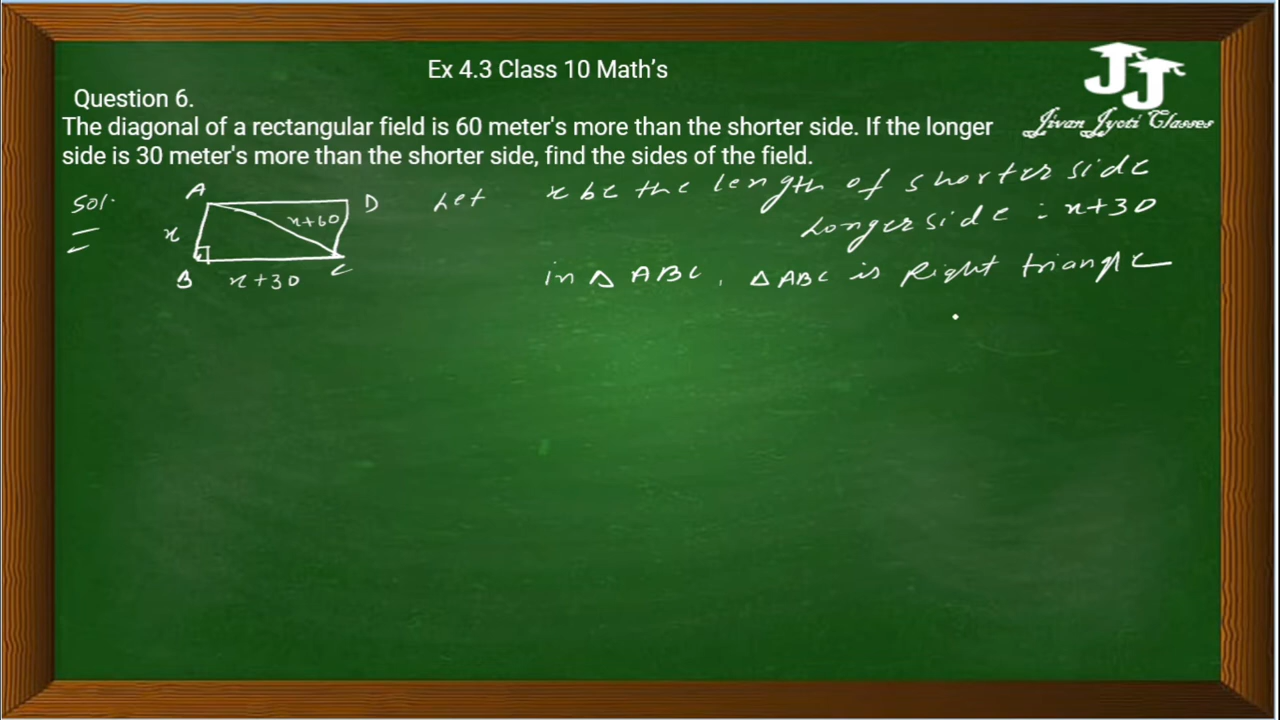 Ex 4.3 Class 10 Math’s
JJ
Jivan Jyoti Classes
Question 6.
The diagonal of a rectangular field is 60 meter's more than the shorter side. If the longer
side is 30 meter's more than the shorter side, find the sides of the field.
Sol.
A
D
x
x+60
B
x+30
C
Let x be the length of shorter side
Longer side : x+30
in △ ABC, △ ABC is Right triangle